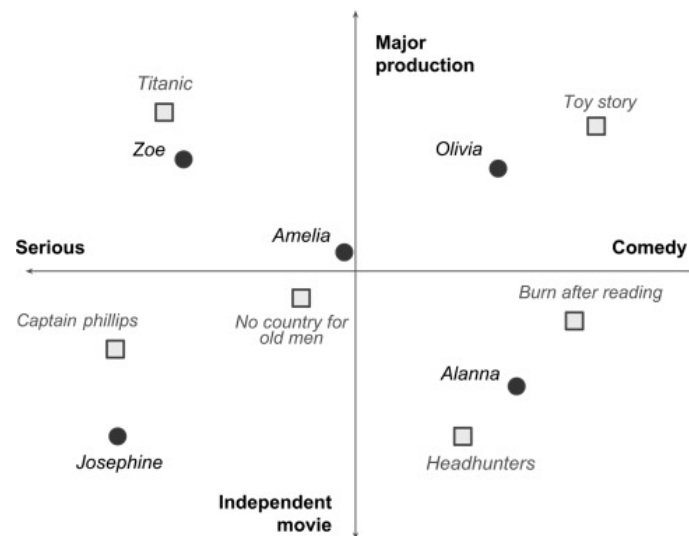 Major
production
Titanic
Toy story
Zoe
Olivia
Amelia
Serious
Comedy
Burn after reading
Captain phillips
No country for
old men
Alanna
Josephine
Headhunters
Independent
movie